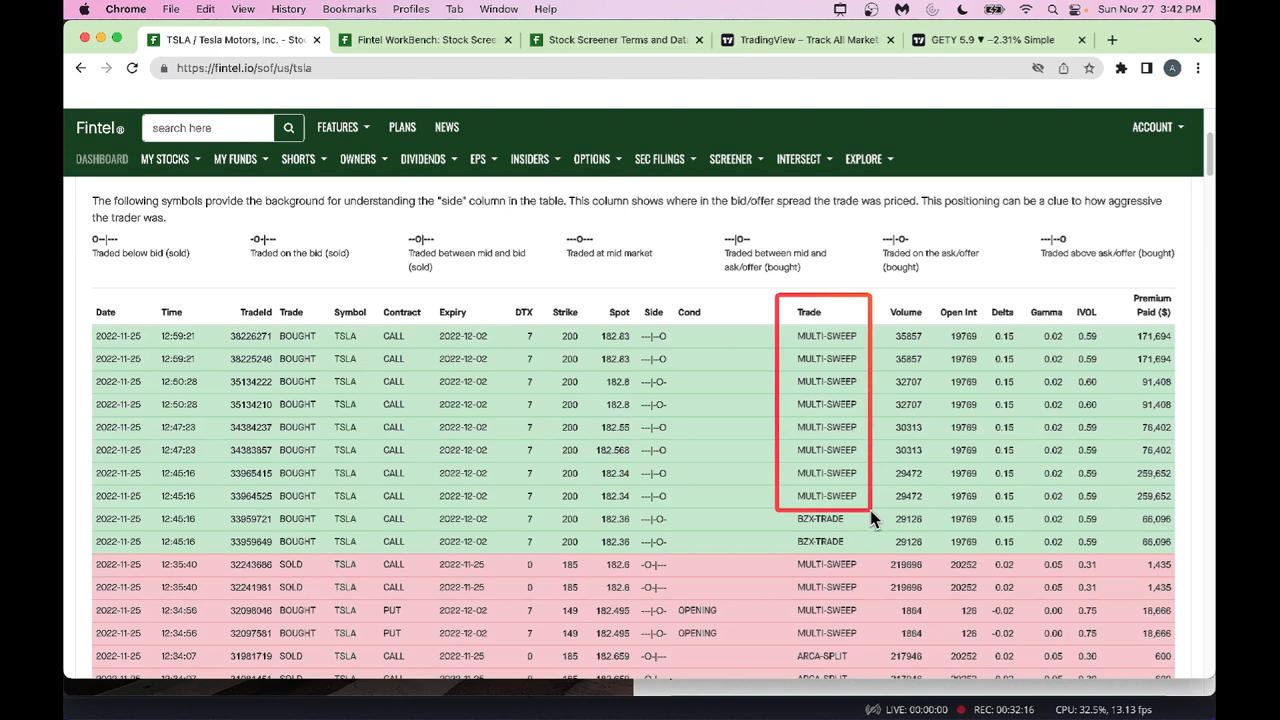 Chrome File Edit View History Bookmarks Profiles Tab Window Help Sun Nov 27 3:42 PM
TSLA / Tesla Motors, Inc. - Stoc Fintel WorkBench: Stock Scree Stock Screener Terms and Data TradingView – Track All Market GETY 5.9 ▼ −2.31% Simple
https://fintel.io/sof/us/tsla A
Fintel® search here FEATURES PLANS NEWS ACCOUNT
DASHBOARD MY STOCKS MY FUNDS SHORTS OWNERS DIVIDENDS EPS INSIDERS OPTIONS SEC FILINGS SCREENER INTERSECT EXPLORE
The following symbols provide the background for understanding the "side" column in the table. This column shows where in the bid/offer spread the trade was priced. This positioning can be a clue to how aggressive
the trader was.
O--|--- -O-|--- --O|--- ---O--- ---|O-- ---|-O- ---|--O
Traded below bid (sold) Traded on the bid (sold) Traded between mid and bid Traded at mid market Traded between mid and Traded on the ask/offer Traded above ask/offer (bought)
(sold) ask/offer (bought) (bought)
Premium
Date Time TradeId Trade Symbol Contract Expiry DTX Strike Spot Side Cond Trade Volume Open Int Delta Gamma IVOL Paid ($)
2022-11-25 12:59:21 38226271 BOUGHT TSLA CALL 2022-12-02 7 200 182.83 ---|--O MULTI-SWEEP 35857 19769 0.15 0.02 0.59 171,694
2022-11-25 12:59:21 38225246 BOUGHT TSLA CALL 2022-12-02 7 200 182.83 ---|--O MULTI-SWEEP 35857 19769 0.15 0.02 0.59 171,694
2022-11-25 12:50:28 35134222 BOUGHT TSLA CALL 2022-12-02 7 200 182.8 ---|-O- MULTI-SWEEP 32707 19769 0.15 0.02 0.60 91,408
2022-11-25 12:50:28 35134210 BOUGHT TSLA CALL 2022-12-02 7 200 182.8 ---|-O- MULTI-SWEEP 32707 19769 0.15 0.02 0.60 91,408
2022-11-25 12:47:23 34384237 BOUGHT TSLA CALL 2022-12-02 7 200 182.55 ---|--O MULTI-SWEEP 30313 19769 0.15 0.02 0.59 76,402
2022-11-25 12:47:23 34383857 BOUGHT TSLA CALL 2022-12-02 7 200 182.568 ---|--O MULTI-SWEEP 30313 19769 0.15 0.02 0.59 76,402
2022-11-25 12:45:16 33965415 BOUGHT TSLA CALL 2022-12-02 7 200 182.34 ---|--O MULTI-SWEEP 29472 19769 0.15 0.02 0.59 259,652
2022-11-25 12:45:16 33964525 BOUGHT TSLA CALL 2022-12-02 7 200 182.34 ---|--O MULTI-SWEEP 29472 19769 0.15 0.02 0.59 259,652
2022-11-25 12:45:16 33959721 BOUGHT TSLA CALL 2022-12-02 7 200 182.36 ---|-O- BZX-TRADE 29126 19769 0.15 0.02 0.59 66,096
2022-11-25 12:45:16 33959649 BOUGHT TSLA CALL 2022-12-02 7 200 182.36 ---|-O- BZX-TRADE 29126 19769 0.15 0.02 0.59 66,096
2022-11-25 12:35:40 32243686 SOLD TSLA CALL 2022-11-25 0 185 182.6 -O-|--- MULTI-SWEEP 219696 20252 0.02 0.05 0.31 1,435
2022-11-25 12:35:40 32241981 SOLD TSLA CALL 2022-11-25 0 185 182.6 -O-|--- MULTI-SWEEP 219696 20252 0.02 0.05 0.31 1,435
2022-11-25 12:34:56 32098046 BOUGHT TSLA PUT 2022-12-02 7 149 182.495 ---|-O- OPENING MULTI-SWEEP 1864 126 -0.02 0.00 0.75 18,666
2022-11-25 12:34:56 32097581 BOUGHT TSLA PUT 2022-12-02 7 149 182.495 ---|-O- OPENING MULTI-SWEEP 1864 126 -0.02 0.00 0.75 18,666
2022-11-25 12:34:07 31981719 SOLD TSLA CALL 2022-11-25 0 185 182.659 -O-|--- ARCA-SPLIT 217946 20252 0.02 0.05 0.30 600
LIVE: 00:00:00 REC: 00:32:16 CPU: 32.5%, 13.13 fps